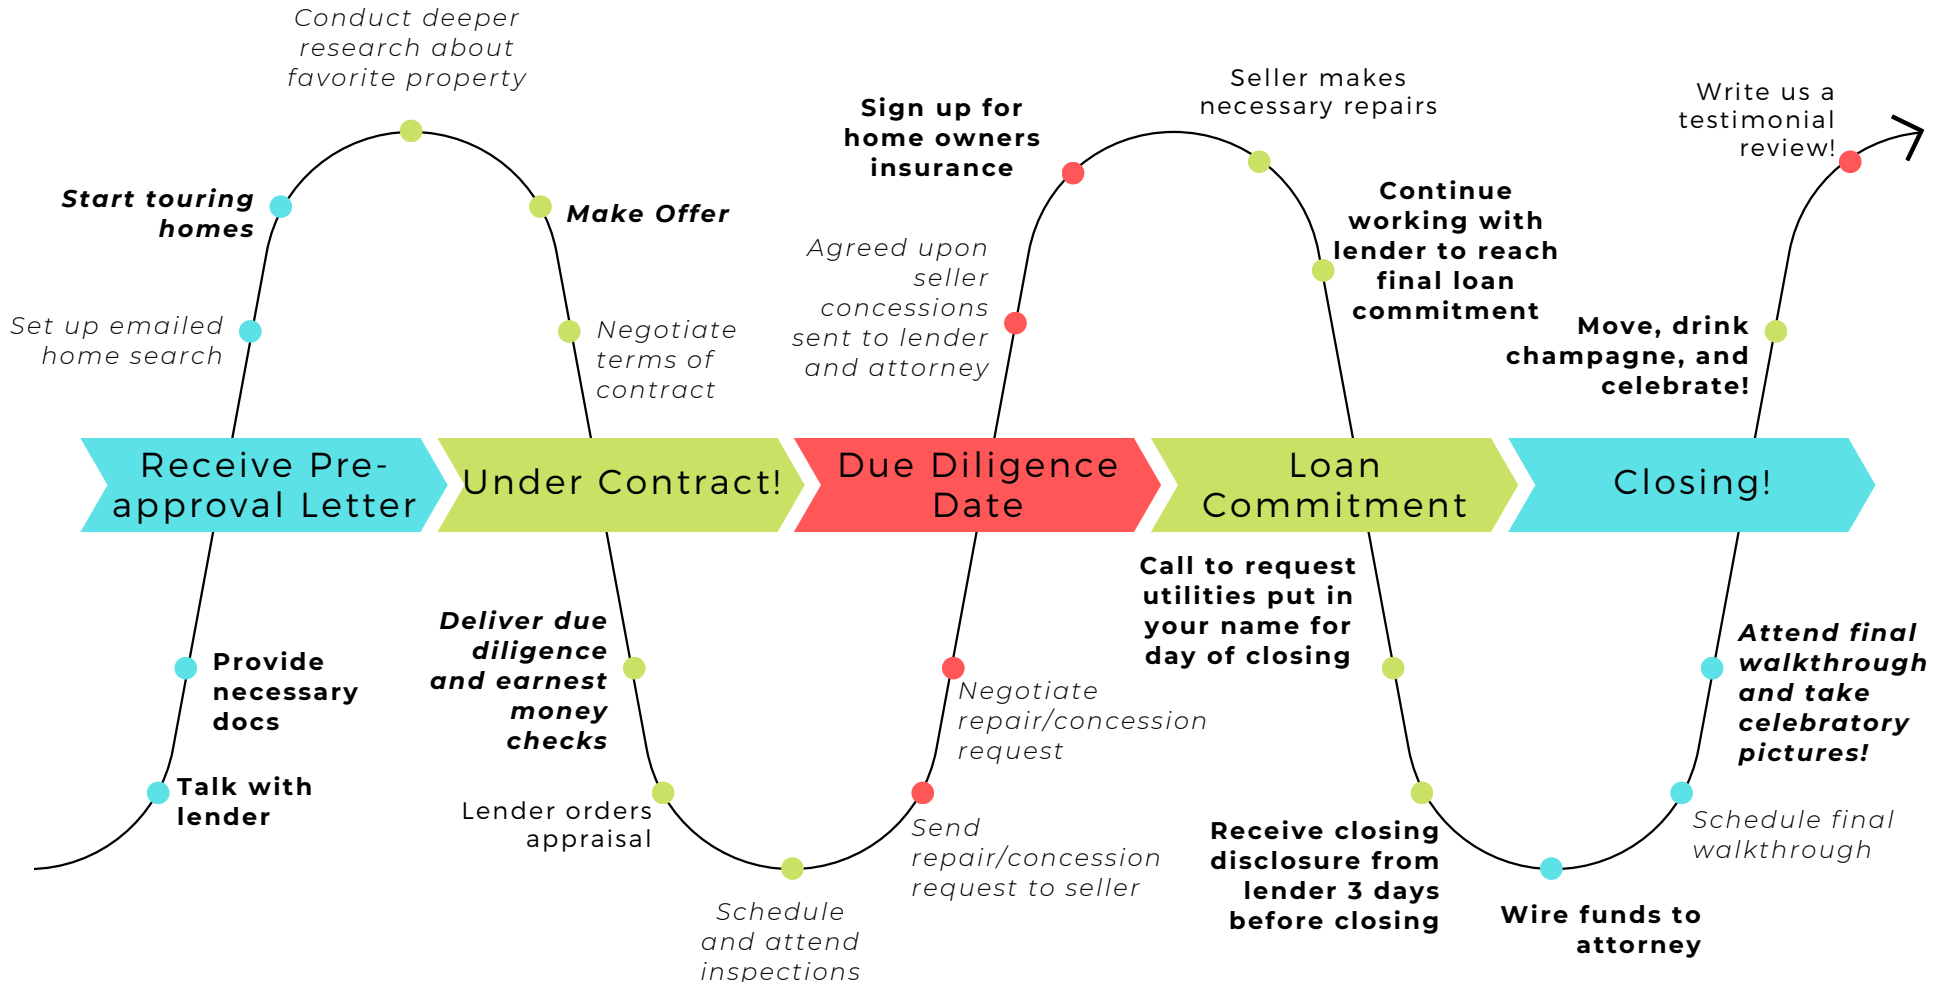 Conduct deeper
research about
favorite property
Start touring
homes
Set up emailed
home search
Make Offer
Negotiate
terms of
contract
Sign up for
home owners
insurance
Agreed upon
seller
concessions
sent to lender
and attorney
Seller makes
necessary repairs
Continue
working with
lender to reach
final loan
commitment
Write us a
testimonial
review!
Move, drink
champagne, and
celebrate!
Receive Pre-
approval Letter
Under Contract!
Due Diligence
Date
Loan
Commitment
Closing!
Provide
necessary
docs
Talk with
lender
Deliver due
diligence
and earnest
money
checks
Lender orders
appraisal
Schedule
and attend
inspections
Negotiate
repair/concession
request
Send
repair/concession
request to seller
Call to request
utilities put in
your name for
day of closing
Receive closing
disclosure from
lender 3 days
before closing
Wire funds to
attorney
Attend final
walkthrough
and take
celebratory
pictures!
Schedule final
walkthrough